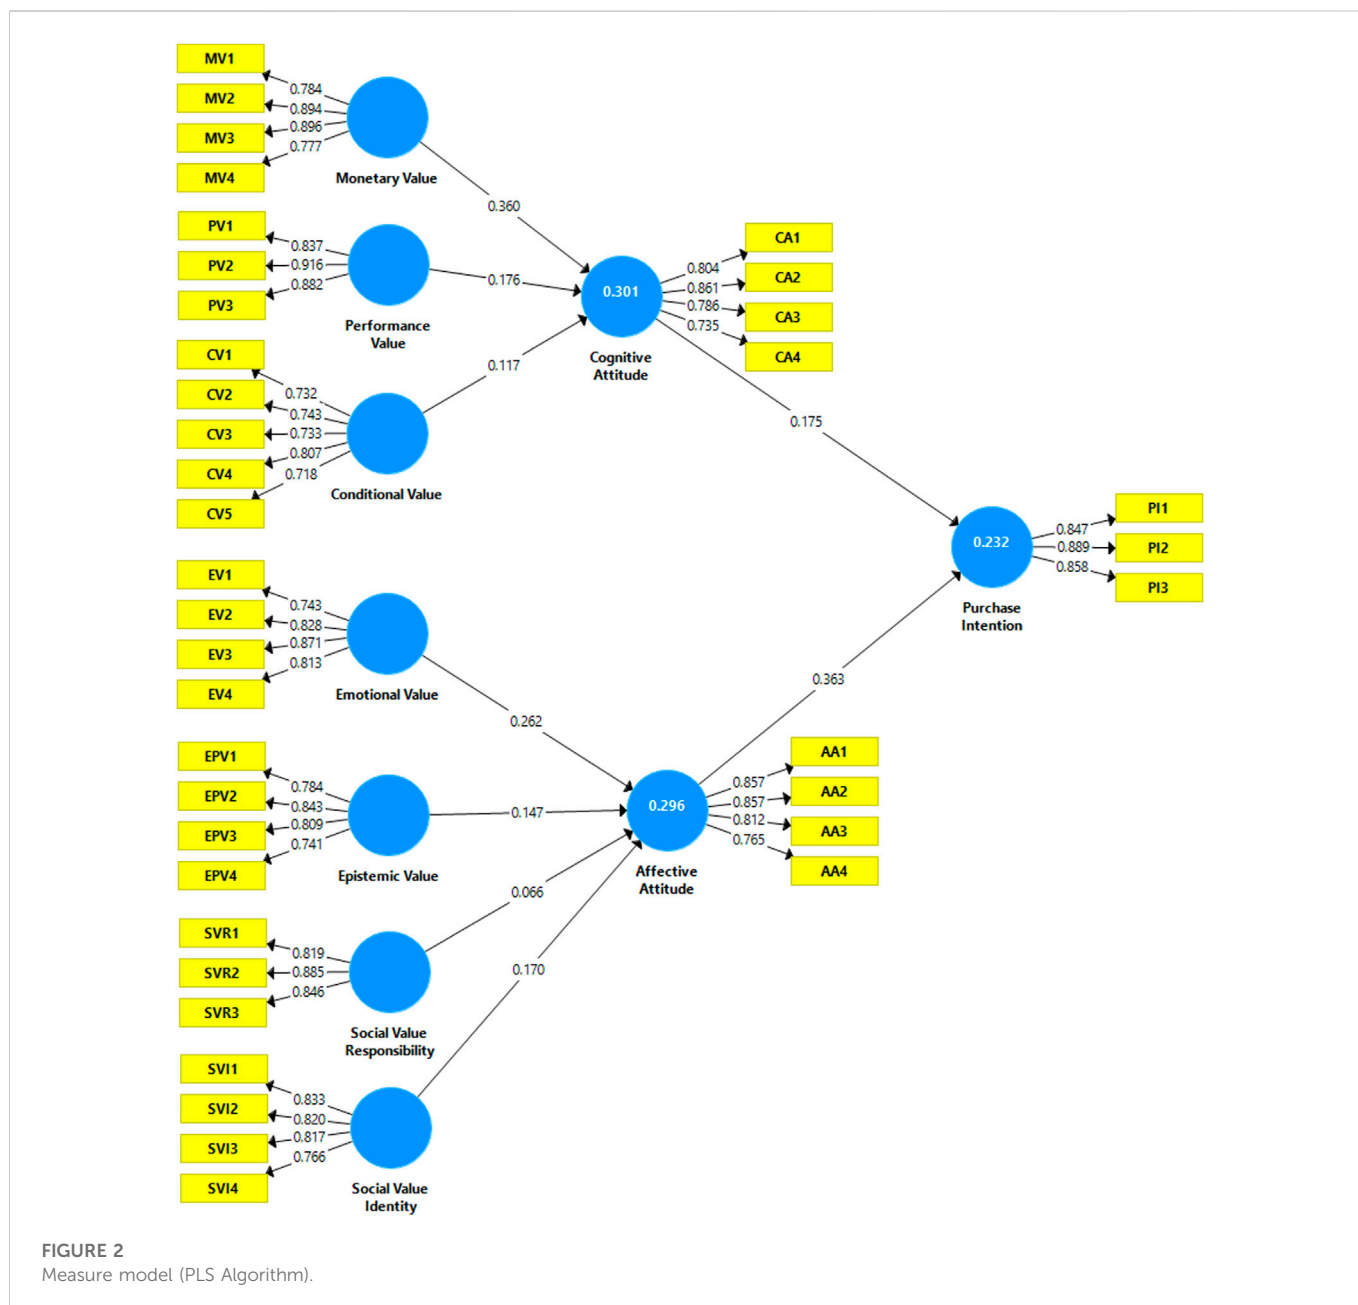 MV1
MV2
MV3
MV4
0.784
0.894
0.896
0.777
Monetary Value
0.360
PV1
PV2
PV3
0.837
0.916
0.882
Performance
Value
0.176
CV1
CV2
CV3
CV4
CV5
0.732
0.743
0.733
0.807
0.718
Conditional Value
0.117
0.301
Cognitive
Attitude
0.804
0.861
0.786
0.735
CA1
CA2
CA3
CA4
0.175
EV1
EV2
EV3
EV4
0.743
0.828
0.871
0.813
Emotional Value
0.262
EPV1
EPV2
EPV3
EPV4
0.784
0.843
0.809
0.741
Epistemic Value
0.147
SVR1
SVR2
SVR3
0.819
0.885
0.846
Social Value
Responsibility
0.066
SVI1
SVI2
SVI3
SVI4
0.833
0.820
0.817
0.766
Social Value
Identity
0.170
0.296
Affective
Attitude
0.857
0.857
0.812
0.765
AA1
AA2
AA3
AA4
0.363
0.232
Purchase
Intention
0.847
0.889
0.858
PI1
PI2
PI3
FIGURE 2
Measure model (PLS Algorithm).